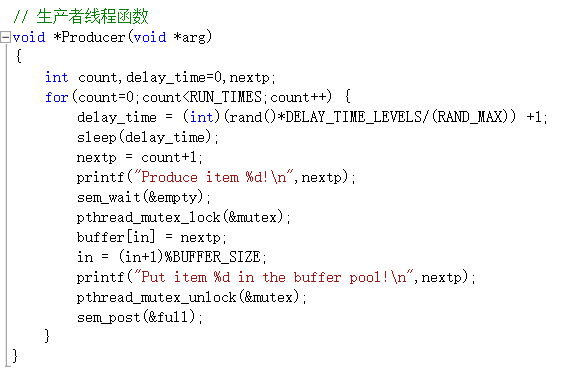 // 生产者线程函数
void *Producer(void *arg)
{
    int count,delay_time=0,nextp;
    for(count=0;count<RUN_TIMES;count++) {
        delay_time = (int)(rand()*DELAY_TIME_LEVELS/(RAND_MAX)) +1;
        sleep(delay_time);
        nextp = count+1;
        printf("Produce item %d!\n",nextp);
        sem_wait(&empty);
        pthread_mutex_lock(&mutex);
        buffer[in] = nextp;
        in = (in+1)%BUFFER_SIZE;
        printf("Put item %d in the buffer pool!\n",nextp);
        pthread_mutex_unlock(&mutex);
        sem_post(&full);
    }
}